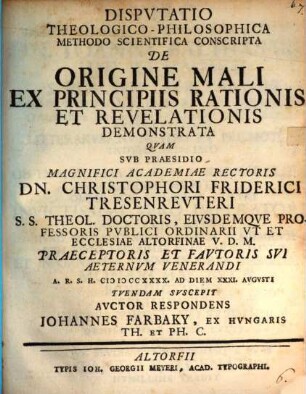 67.
DISPVTATIO
THEOLOGICO-PHILOSOPHICA
METHODO SCIENTIFICA CONSCRIPTA
DE
ORIGINE MALI
EX PRINCIPIIS RATIONIS
ET REVELATIONIS
DEMONSTRATA
QVAM
SVB PRAESIDIO
MAGNIFICI ACADEMIAE RECTORIS
DN. CHRISTOPHORI FRIDERICI
TRESENREVTERI
S. S. THEOL. DOCTORIS, EIVSDEMQVE PRO-
FESSORIS PVBLICI ORDINARII VT ET
ECCLESIAE ALTORFINAE V. D. M.
PRAECEPTORIS ET FAVTORIS SVI
AETERNVM VENERANDI
A. R. S. H. CIƆIƆCCXXXX. AD DIEM XXXI. AVGVSTI
TVENDAM SVSCEPIT
AVCTOR RESPONDENS
IOHANNES FARBAKY, EX HVNGARIS
TH. ET PH. C.
ALTORFII
TYPIS IOH. GEORGII MEYERI, ACAD. TYPOGRAPHI.
6.